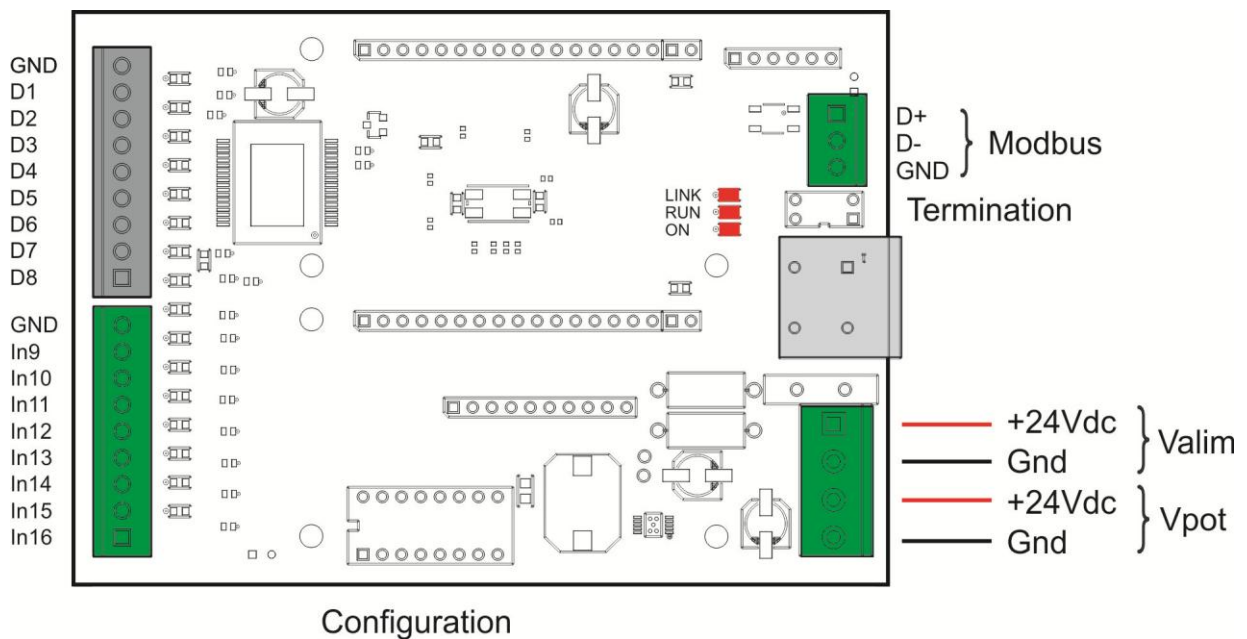 GND
D1
D2
D3
D4
D5
D6
D7
D8
GND
In9
In10
In11
In12
In13
In14
In15
In16
LINK
RUN
ON
D+
D-
GND
Modbus
Termination
+24Vdc
Gnd
Valim
+24Vdc
Gnd
Vpot
Configuration